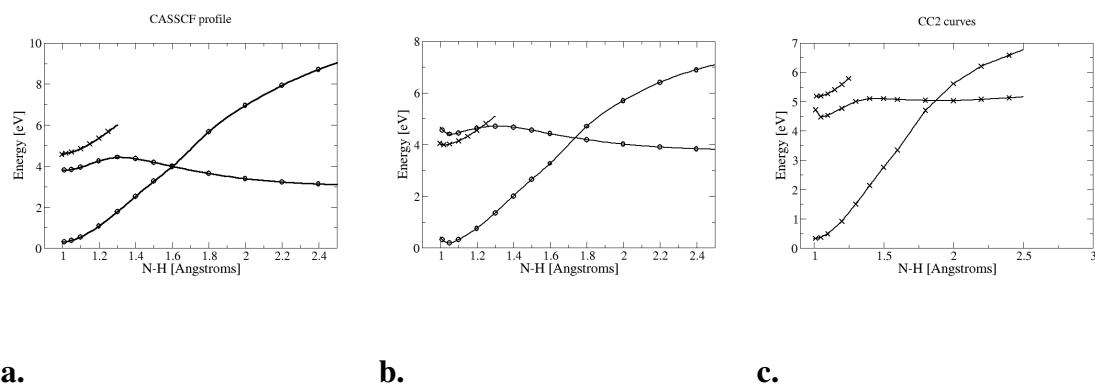 CASSCF profile
10
8
6
4
2
0
Energy [eV]
1 1.2 1.4 1.6 1.8 2 2.2 2.4
N-H [Angstroms]
a.
8
6
4
2
0
Energy [eV]
1 1.2 1.4 1.6 1.8 2 2.2 2.4
N-H [Angstroms]
b.
CC2 curves
7
6
5
4
3
2
1
0
Energy [eV]
1 1.5 2 2.5 3
N-H [Angstroms]
c.